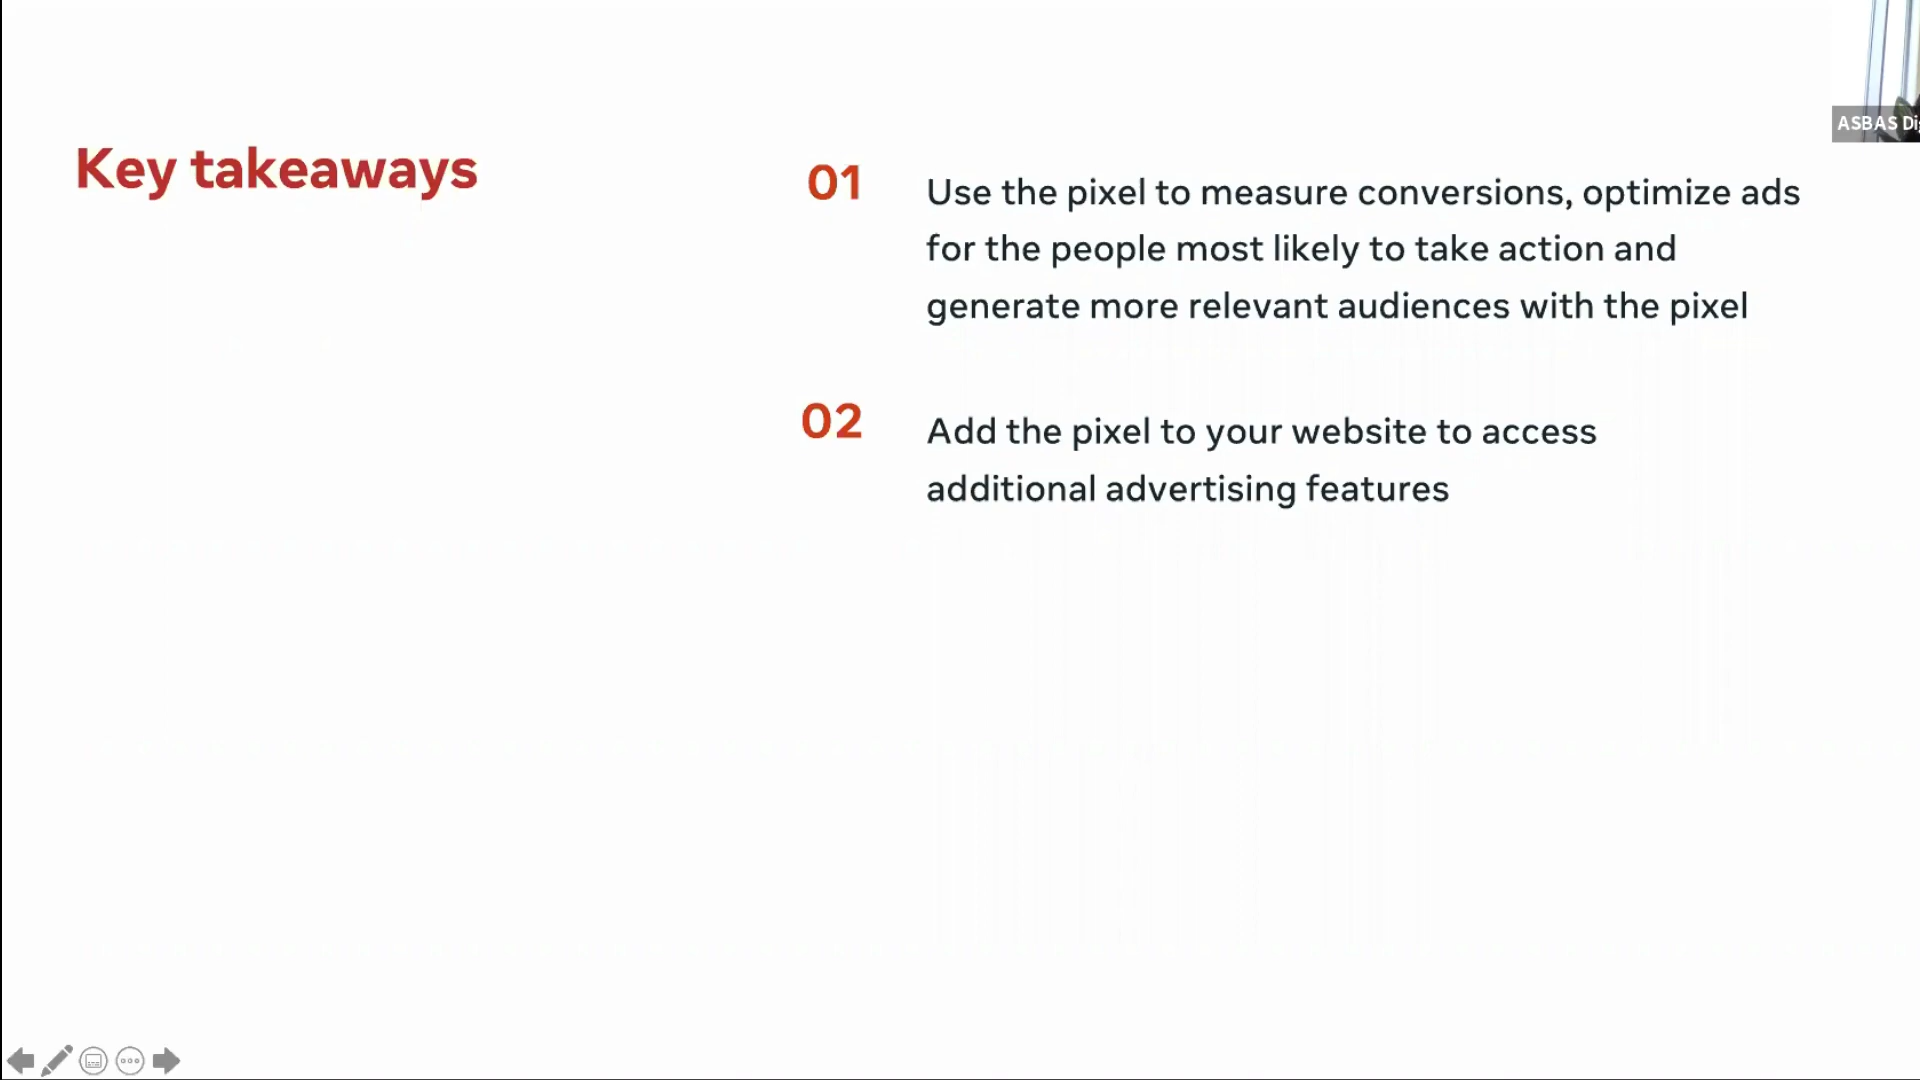 ASBAS
Key takeaways
01
Use the pixel to measure conversions, optimize ads
for the people most likely to take action and
generate more relevant audiences with the pixel
02
Add the pixel to your website to access
additional advertising features